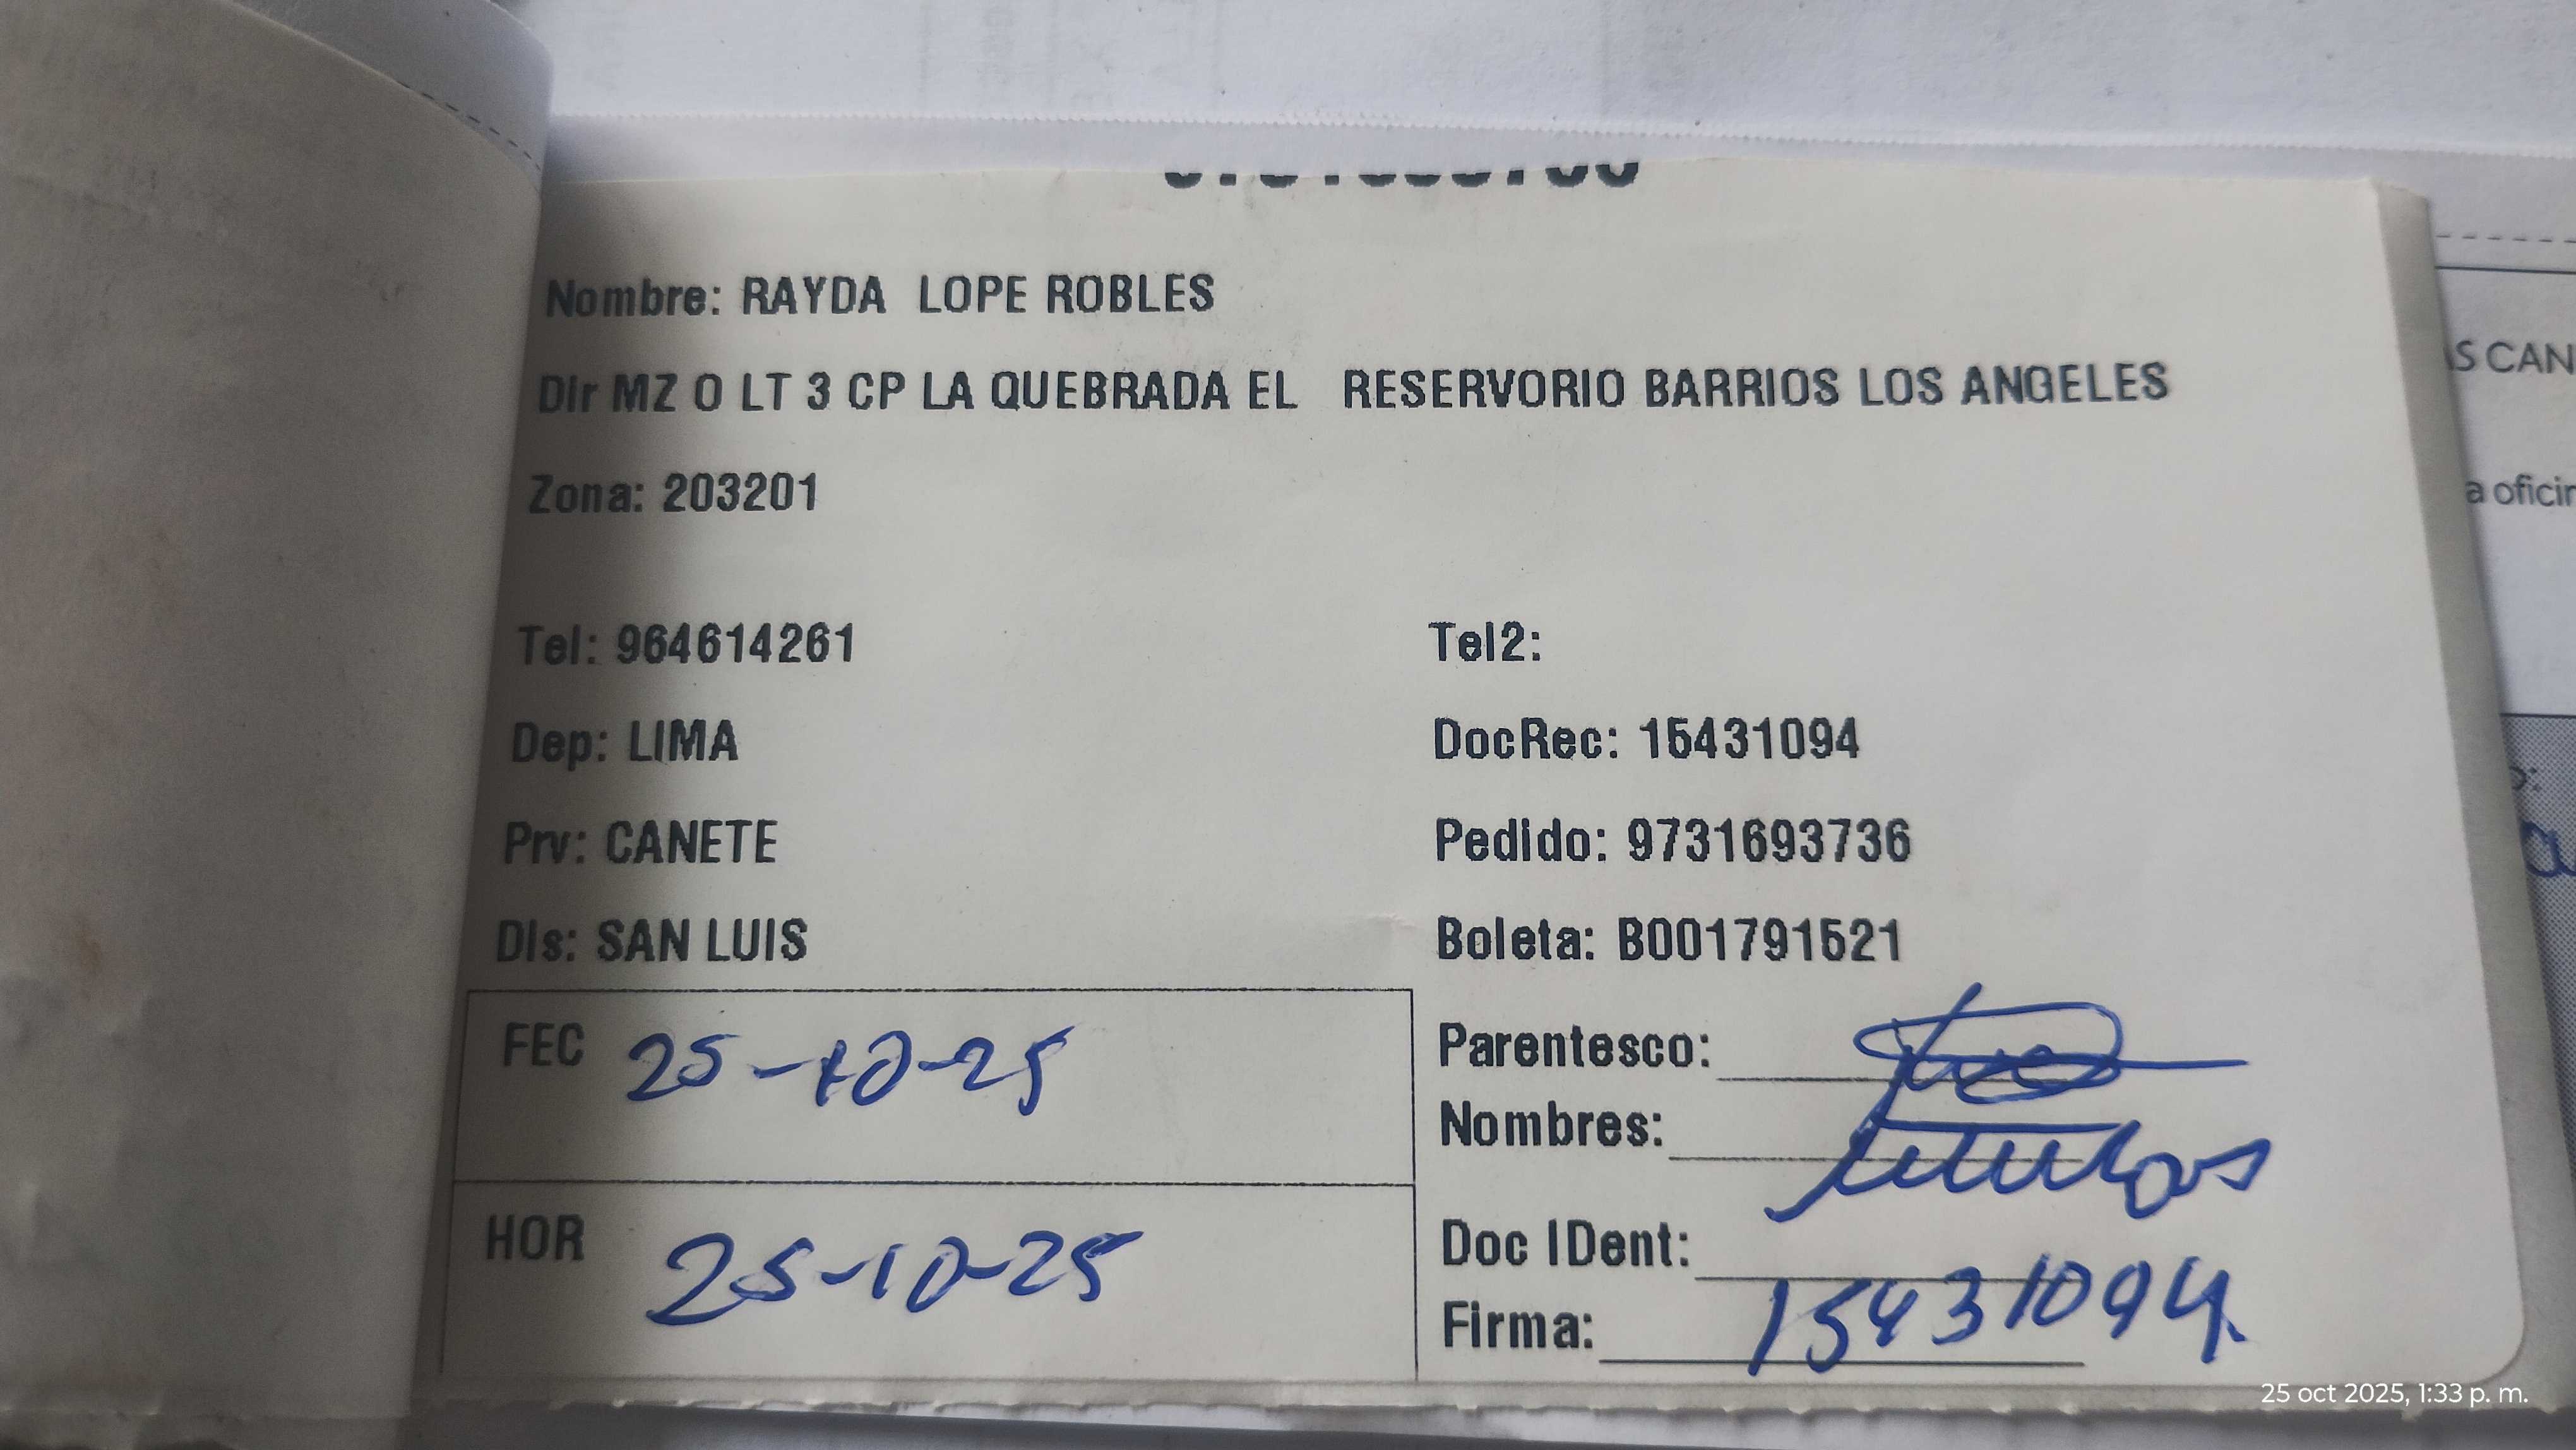 Nombre: RAYDA LOPE ROBLES
Dir MZ O LT 3 CP LA QUEBRADA EL RESERVORIO BARRIOS LOS ANGELES
Zona: 203201
Tel: 964614261
Tel2:
Dep: LIMA
DocRec: 15431094
Prv: CANETE
Pedido: 9731693736
Dis: SAN LUIS
Boleta: B001791521
FEC 25-10-25
Parentesco:
Nombres:
HOR 25-10-25
Doc IDent:
15431094
Firma:
S CAN
a oficin
25 oct 2025, 1:33 p. m.